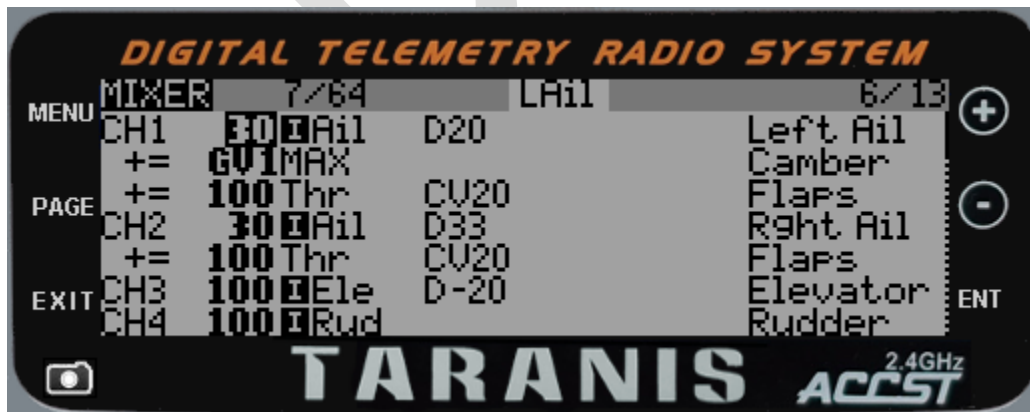 DIGITAL TELEMETRY RADIO SYSTEM
MENU
PAGE
EXIT
MIXER 7/64 LAil 6/13
CH1 30 I Ail D20 Left Ail
+= GV1 MAX Camber
+= 100 Thr CV20 Flaps
CH2 30 I Ail D33 Rght Ail
+= 100 Thr CV20 Flaps
CH3 100 I Ele D-20 Elevator
CH4 100 I Rud Rudder
+
-
ENT
TARANIS
2.4GHz
ACCST